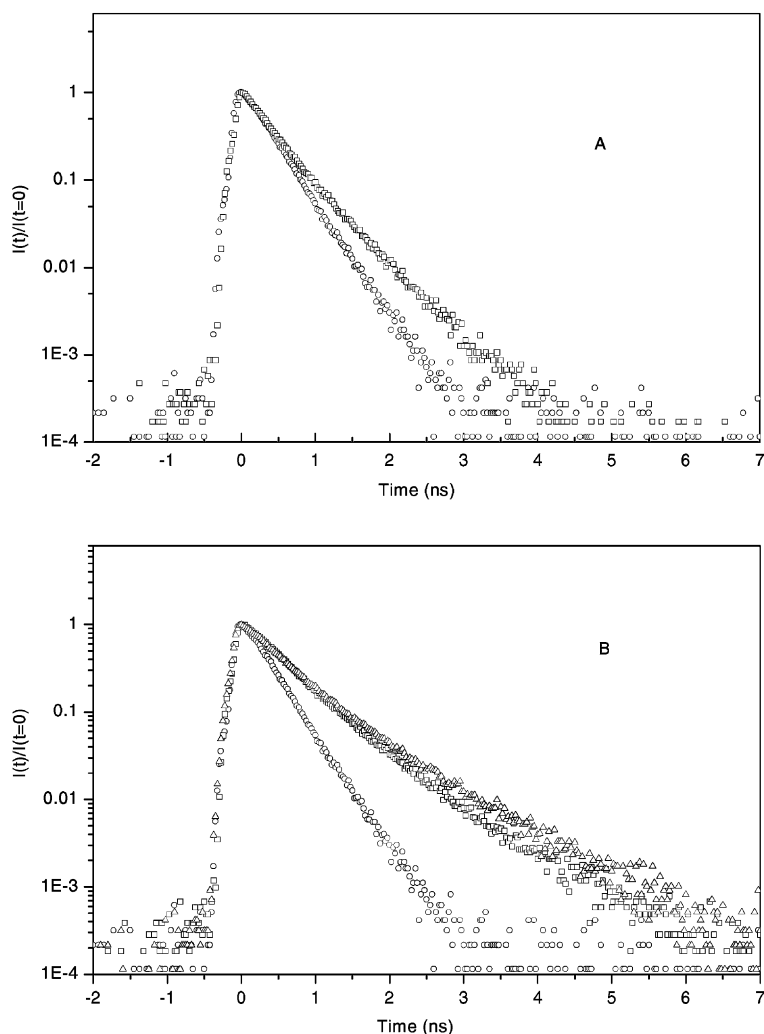 A
I(t)/I(t=0)
1
0.1
0.01
1E-3
1E-4
-2 -1 0 1 2 3 4 5 6 7
Time (ns)
B
I(t)/I(t=0)
1
0.1
0.01
1E-3
1E-4
-2 -1 0 1 2 3 4 5 6 7
Time (ns)